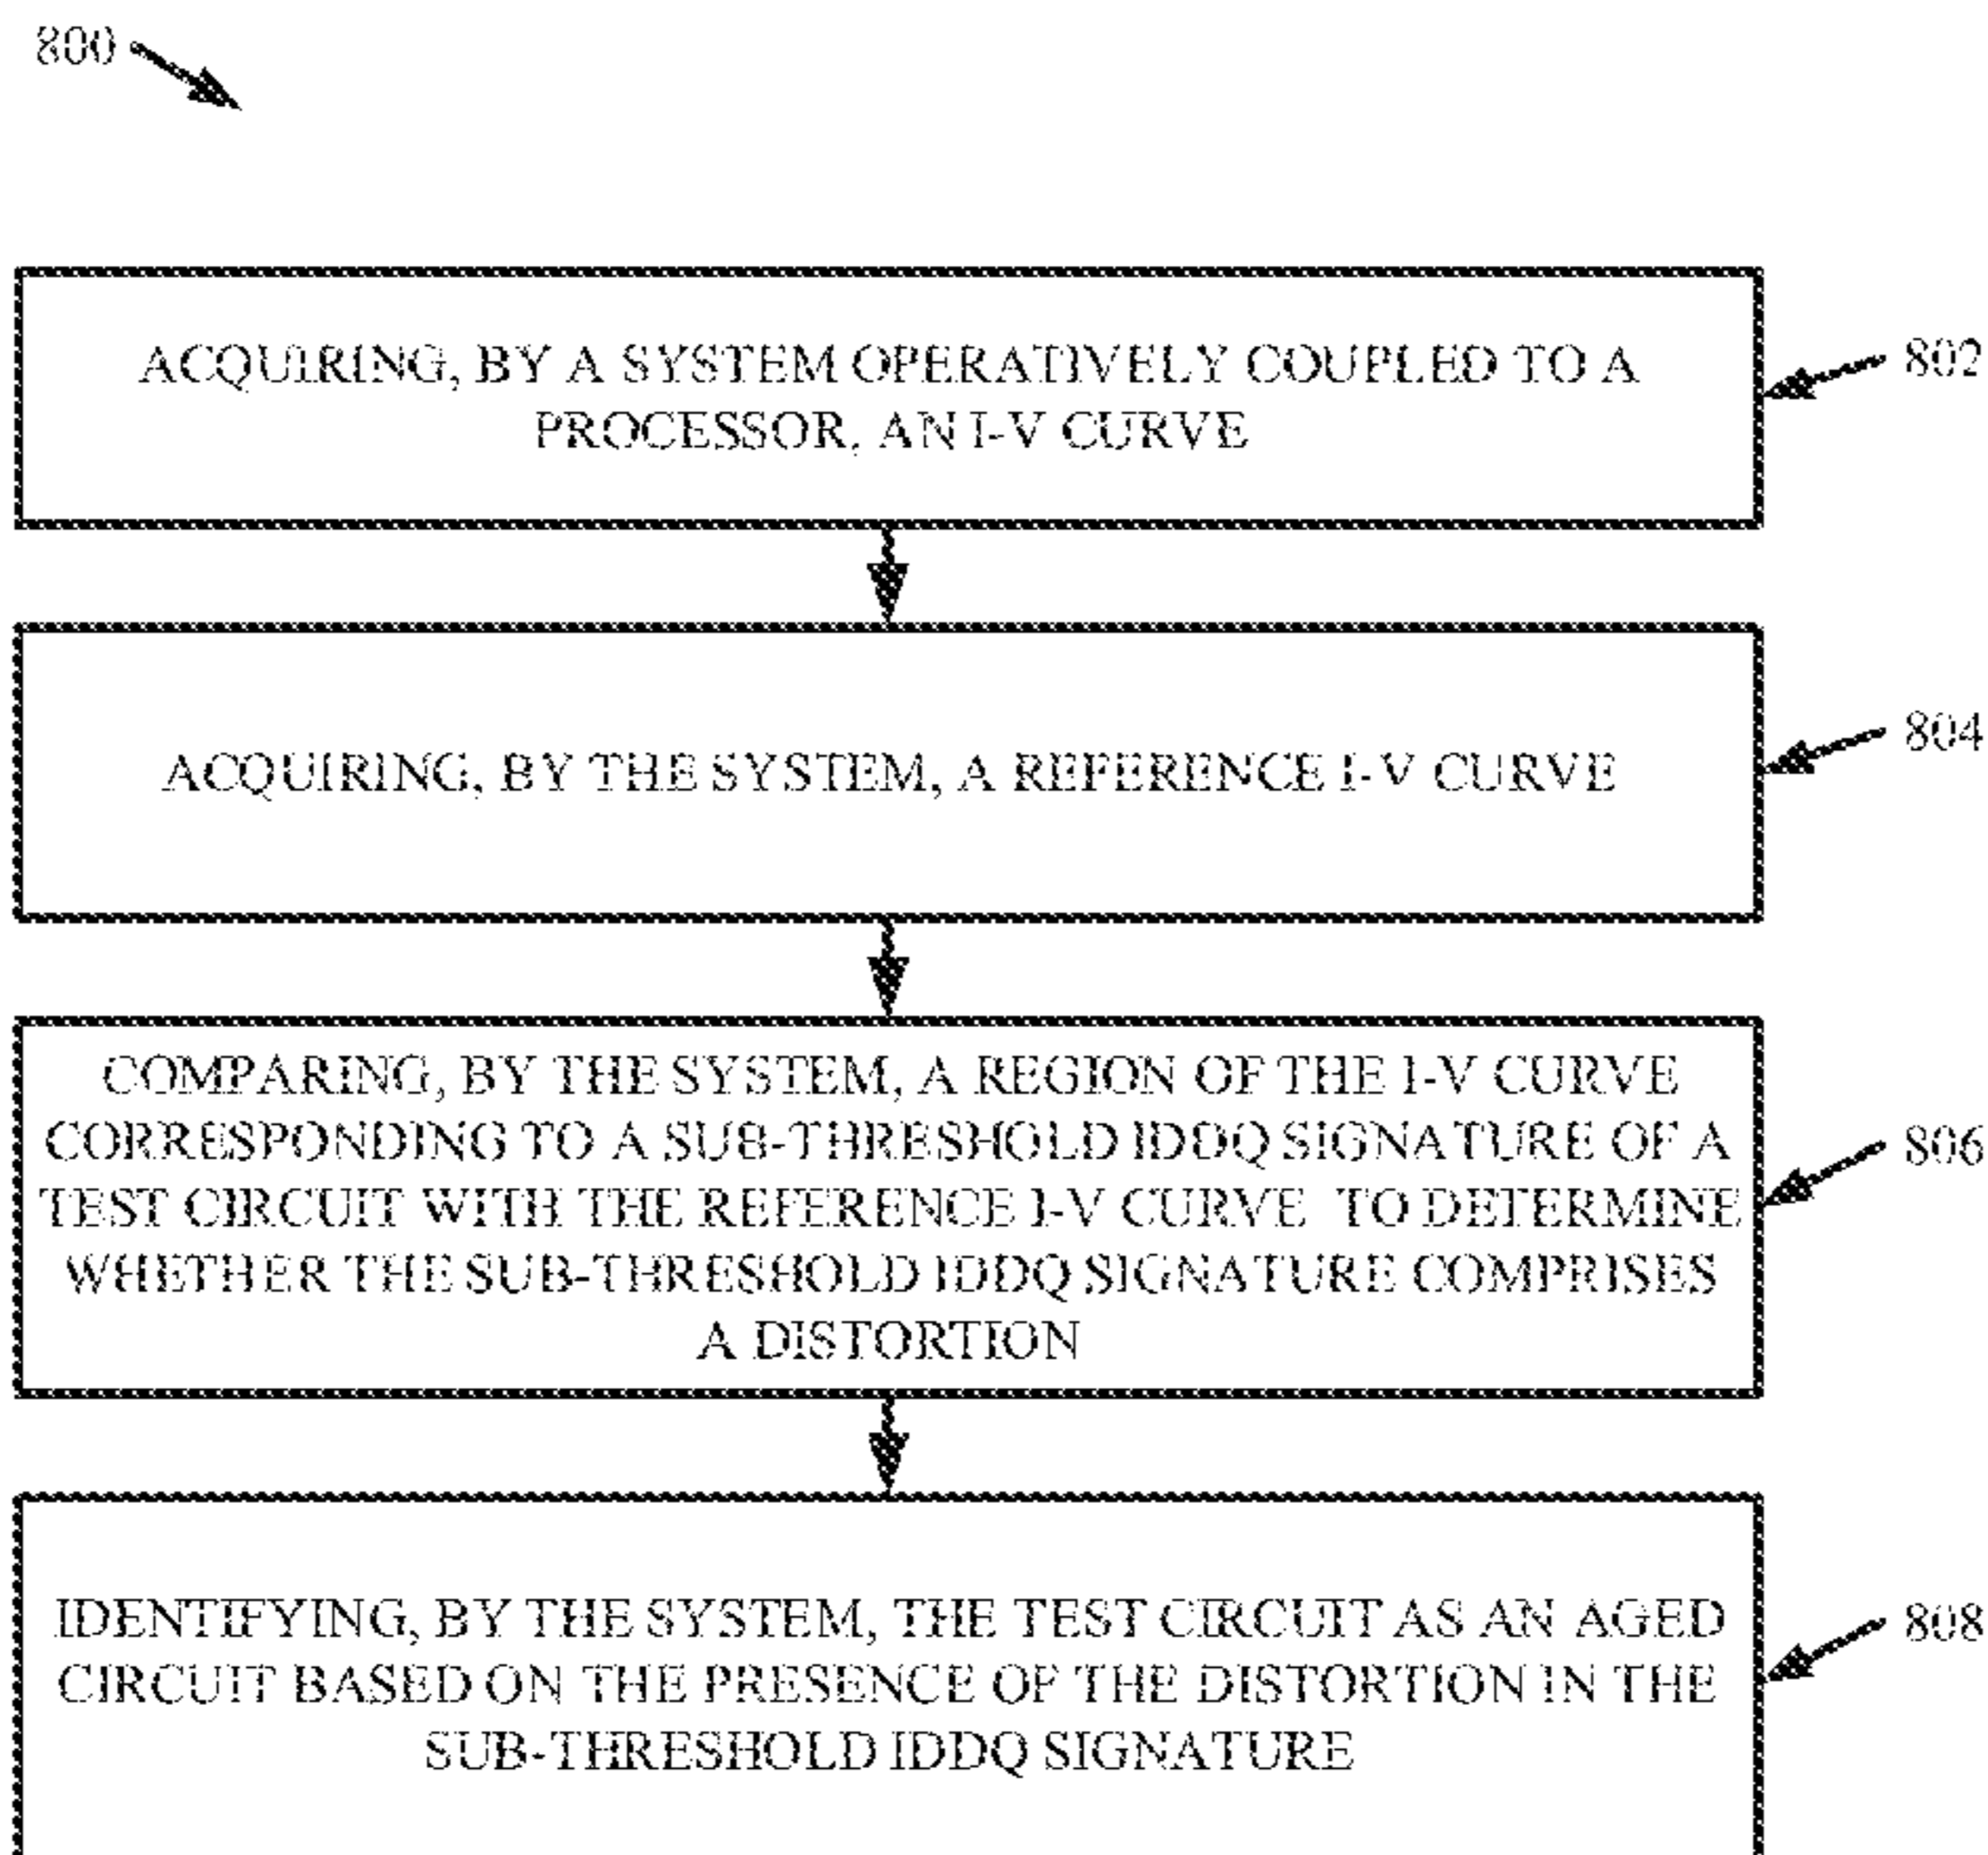 800
ACQUIRING, BY A SYSTEM OPERATIVELY COUPLED TO A
PROCESSOR, AN I-V CURVE
802
ACQUIRING, BY THE SYSTEM, A REFERENCE I-V CURVE
804
COMPARING, BY THE SYSTEM, A REGION OF THE I-V CURVE
CORRESPONDING TO A SUB-THRESHOLD IDDQ SIGNATURE OF A
TEST CIRCUIT WITH THE REFERENCE I-V CURVE TO DETERMINE
WHETHER THE SUB-THRESHOLD IDDQ SIGNATURE COMPRISES
A DISTORTION
806
IDENTIFYING, BY THE SYSTEM, THE TEST CIRCUIT AS AN AGED
CIRCUIT BASED ON THE PRESENCE OF THE DISTORTION IN THE
SUB-THRESHOLD IDDQ SIGNATURE
808